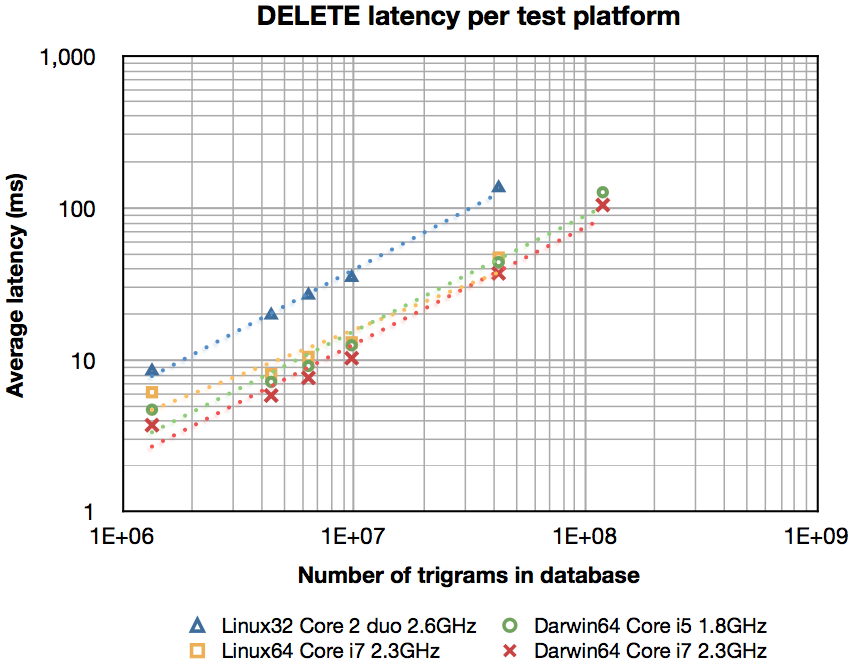 DELETE latency per test platform
1,000
100
10
1
Average latency (ms)
1E+06 1E+07 1E+08 1E+09
Number of trigrams in database
Linux32 Core 2 duo 2.6GHz Darwin64 Core i5 1.8GHz
Linux64 Core i7 2.3GHz Darwin64 Core i7 2.3GHz